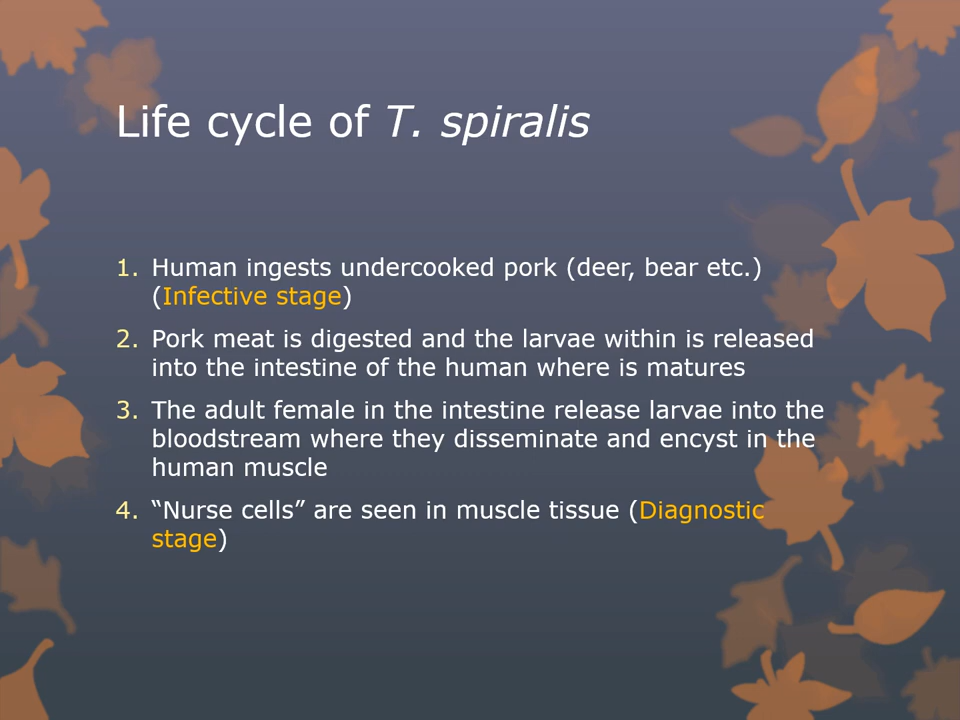 Life cycle of T. spiralis
1. Human ingests undercooked pork (deer, bear etc.)
(Infective stage)
2. Pork meat is digested and the larvae within is released
into the intestine of the human where is matures
3. The adult female in the intestine release larvae into the
bloodstream where they disseminate and encyst in the
human muscle
4. “Nurse cells” are seen in muscle tissue (Diagnostic
stage)